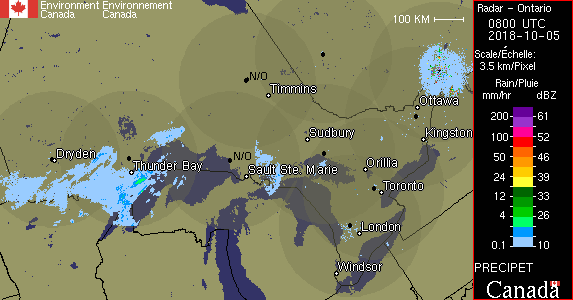 Environment Environnement
Canada Canada
100 KM
N/O
Timmins
Ottawa
Sudbury
Kingston
Dryden
Thunder Bay
N/O
Sault Ste. Marie
Orillia
Toronto
London
Windsor
Radar - Ontario
0800 UTC
2018-10-05
Scale/Échelle:
3.5 km/Pixel
Rain/Pluie
mm/hr dBZ
200 61
100 52
50 46
24 39
12 33
4 26
0.1 10
PRECIPET
Canada